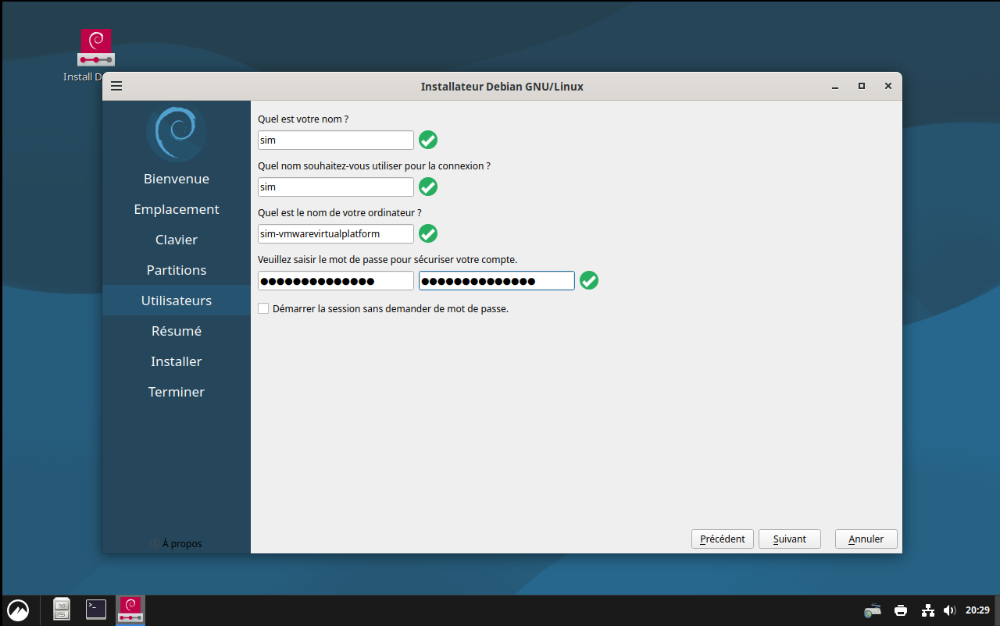 Install D
Installateur Debian GNU/Linux
Bienvenue
Emplacement
Clavier
Partitions
Utilisateurs
Résumé
Installer
Terminer
À propos
Quel est votre nom ?
sim
Quel nom souhaitez-vous utiliser pour la connexion ?
sim
Quel est le nom de votre ordinateur ?
sim-vmwarevirtualplatform
Veuillez saisir le mot de passe pour sécuriser votre compte.
●●●●●●●●●●●●●● ●●●●●●●●●●●●●●
Démarrer la session sans demander de mot de passe.
Précédent Suivant Annuler
20:29